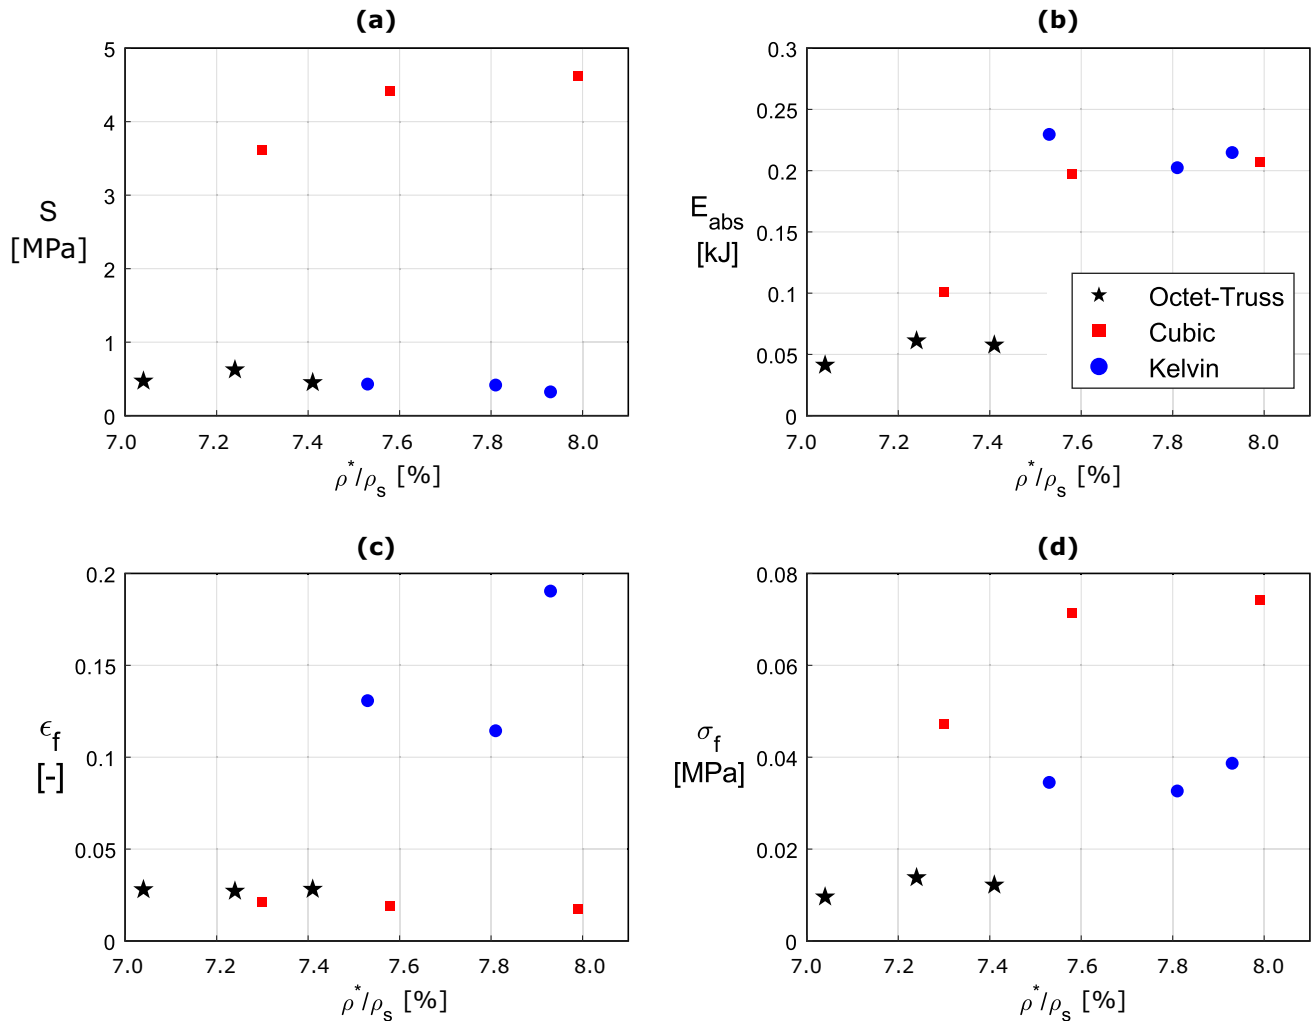 (a)
5
4
3
2
1
0
S
[MPa]
7.0 7.2 7.4 7.6 7.8 8.0
ρ*/ρs [%]
(b)
0.3
0.25
0.2
0.15
0.1
0.05
0
Eabs
[kJ]
Octet-Truss
Cubic
Kelvin
7.0 7.2 7.4 7.6 7.8 8.0
ρ*/ρs [%]
(c)
0.2
0.15
0.1
0.05
0
ϵf
[-]
7.0 7.2 7.4 7.6 7.8 8.0
ρ*/ρs [%]
(d)
0.08
0.06
0.04
0.02
0
σf
[MPa]
7.0 7.2 7.4 7.6 7.8 8.0
ρ*/ρs [%]